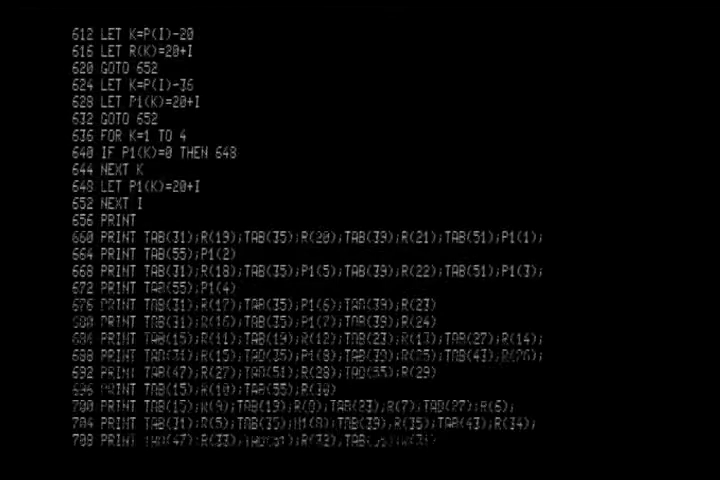 612 LET K=P(I)-20
616 LET R(K)=20+I
620 GOTO 652
624 LET K=P(I)-36
628 LET M1(K)=20+I
632 GOTO 652
636 FOR K=1 TO 4
640 IF P1(K)=0 THEN 648
644 NEXT K
648 LET P1(K)=20+I
652 NEXT I
656 PRINT
660 PRINT TAB(31);R(19);TAB(35);R(20);TAB(39);R(21);TAB(51);P1(1);
664 PRINT TAB(55);P1(2)
668 PRINT TAB(31);R(18);TAB(35);P1(5);TAB(39);R(22);TAB(51);P1(3);
672 PRINT TAB(55);P1(4)
676 PRINT TAB(31);R(17);TAB(35);P1(6);TAB(39);R(23)
680 PRINT TAB(31);R(16);TAB(35);P1(7);TAB(39);R(24)
684 PRINT TAB(15);R(11);TAB(19);R(12);TAB(23);R(13);TAB(27);R(14);
688 PRINT TAB(31);R(15);TAB(35);P1(8);TAB(39);R(25);TAB(43);R(26);
692 PRINT TAB(47);R(27);TAB(51);R(28);TAB(55);R(29)
696 PRINT TAB(15);R(10);TAB(55);R(30)
700 PRINT TAB(15);R(9);TAB(19);R(8);TAB(23);R(7);TAB(27);R(6);
704 PRINT TAB(31);R(5);TAB(35);M1(8);TAB(39);R(35);TAB(43);R(34);
708 PRINT TAB(47);R(33);TAB(51);R(32);